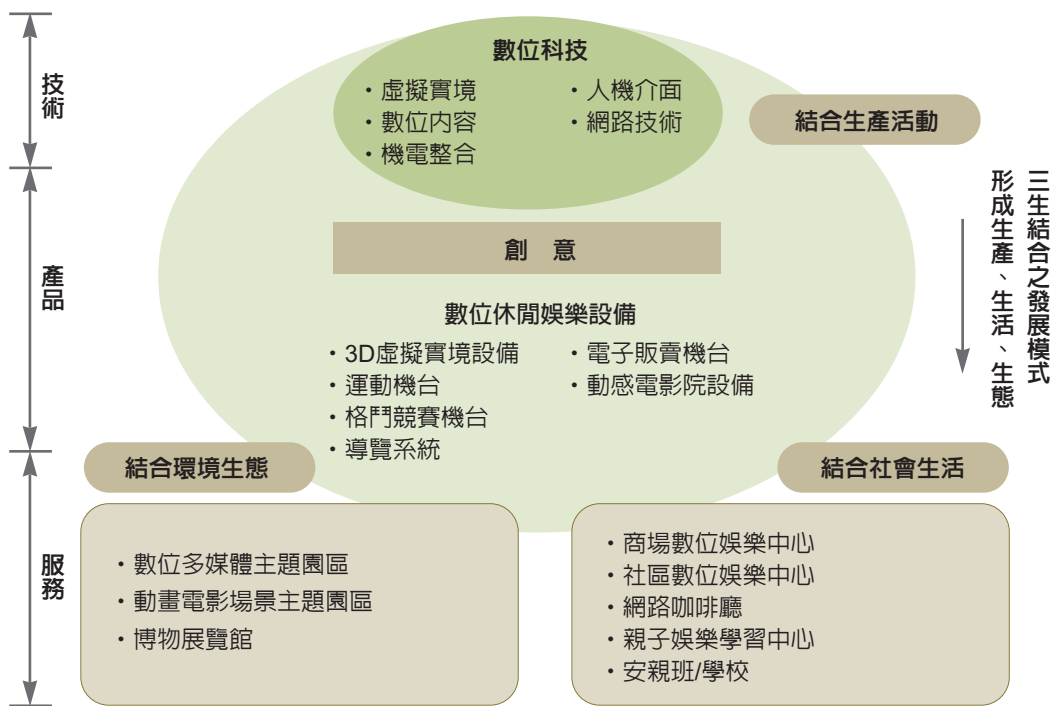 技術
數位科技
・虛擬實境
・數位內容
・機電整合
・人機介面
・網路技術
結合生產活動
產品
創　意
數位休閒娛樂設備
・3D虛擬實境設備
・運動機台
・格鬥競賽機台
・導覽系統
・電子販賣機台
・動感電影院設備
三生結合之發展模式
形成生產、生活、生態
服務
結合環境生態
・數位多媒體主題園區
・動畫電影場景主題園區
・博物展覽館
結合社會生活
・商場數位娛樂中心
・社區數位娛樂中心
・網路咖啡廳
・親子娛樂學習中心
・安親班/學校